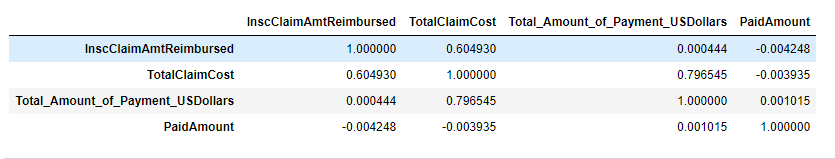 InscClaimAmtReimbursed TotalClaimCost Total_Amount_of_Payment_USDollars PaidAmount
InscClaimAmtReimbursed 1.000000 0.604930 0.000444 -0.004248
TotalClaimCost 0.604930 1.000000 0.796545 -0.003935
Total_Amount_of_Payment_USDollars 0.000444 0.796545 1.000000 0.001015
PaidAmount -0.004248 -0.003935 0.001015 1.000000